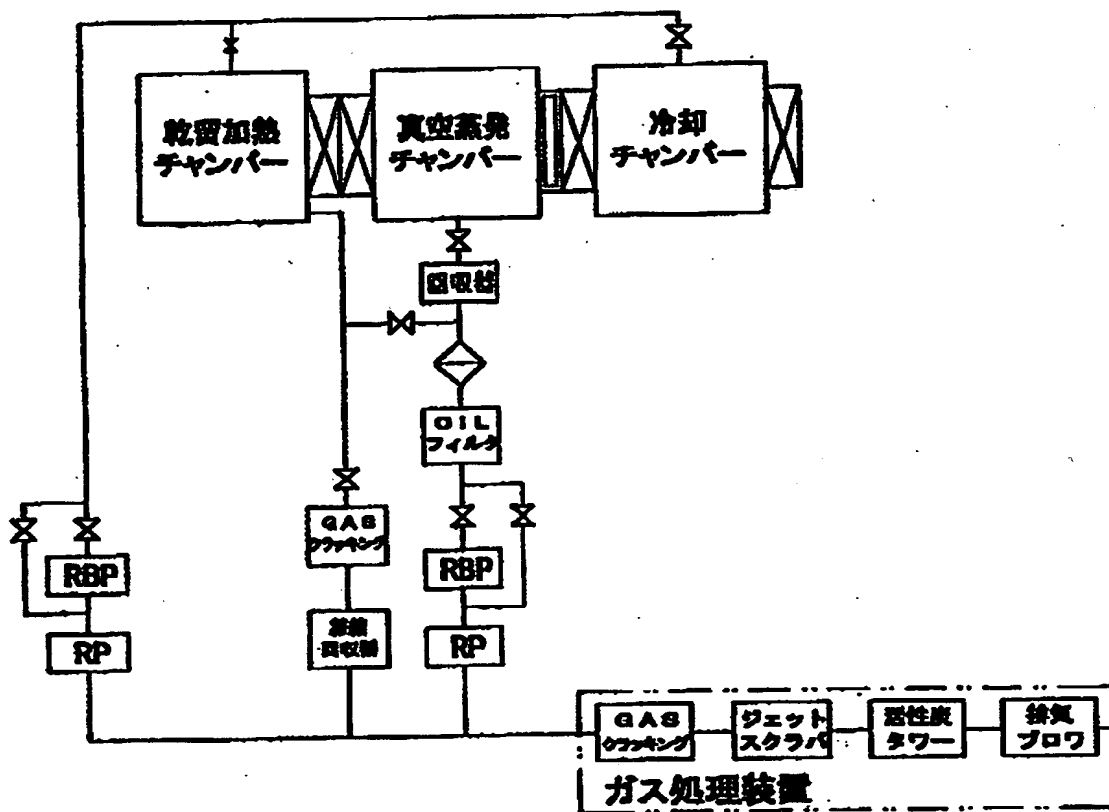 乾留加熱
チャンバー
真空蒸発
チャンバー
冷却
チャンバー
回収器
OIL
フィルタ
GAS
クラッキング
RBP
RBP
回収器
RP
RP
GAS
クラッキング
ジェット
スクラバ
活性炭
タワー
排気
ブロワ
ガス処理装置